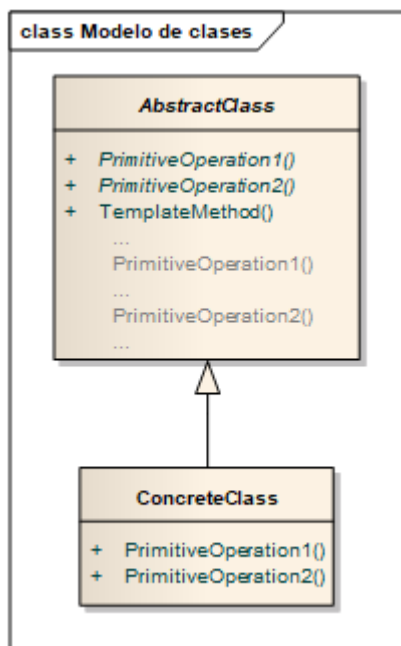 class Modelo de clases
AbstractClass
+ PrimitiveOperation1()
+ PrimitiveOperation2()
+ TemplateMethod()
...
PrimitiveOperation1()
...
PrimitiveOperation2()
...
ConcreteClass
+ PrimitiveOperation1()
+ PrimitiveOperation2()